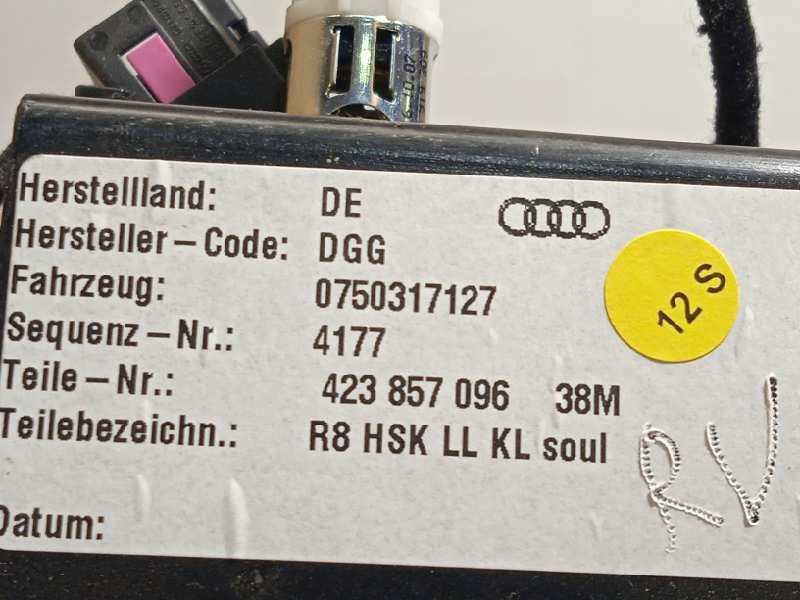 Herstellland: DE
Hersteller-Code: DGG
Fahrzeug: 0750317127
Sequenz-Nr.: 4177
Teile-Nr.: 423 857 096 38M
Teilebezeichn.: R8 HSK LL KL soul
Datum:
12 S
RV